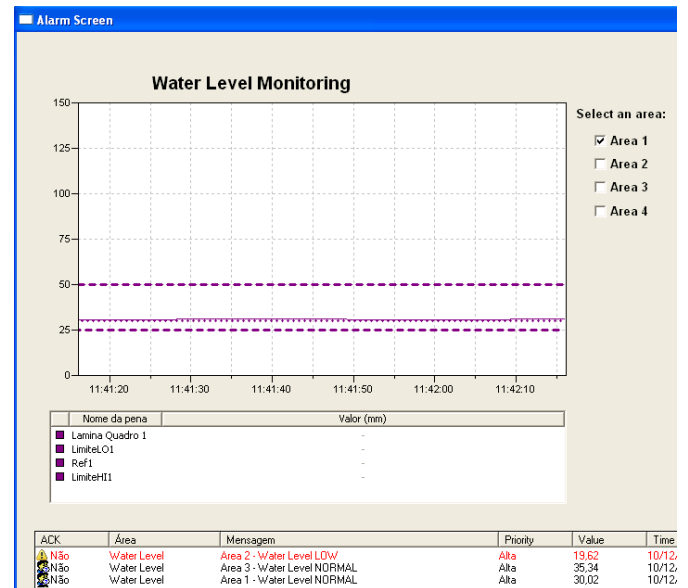 Alarm Screen
Water Level Monitoring
150
125
100
75
50
25
0
11:41:20 11:41:30 11:41:40 11:41:50 11:42:00 11:42:10
Select an area:
Area 1
Area 2
Area 3
Area 4
Nome da pena Valor (mm)
Lamina Quadro 1 -
LimiteLO1 -
Ref1 -
LimiteHI1 -
ACK Área Mensagem Priority Value Time
Não Water Level Area 2 - Water Level LOW Alta 19,62 10/12/
Não Water Level Area 3 - Water Level NORMAL Alta 35,34 10/12/
Não Water Level Area 1 - Water Level NORMAL Alta 30,02 10/12/